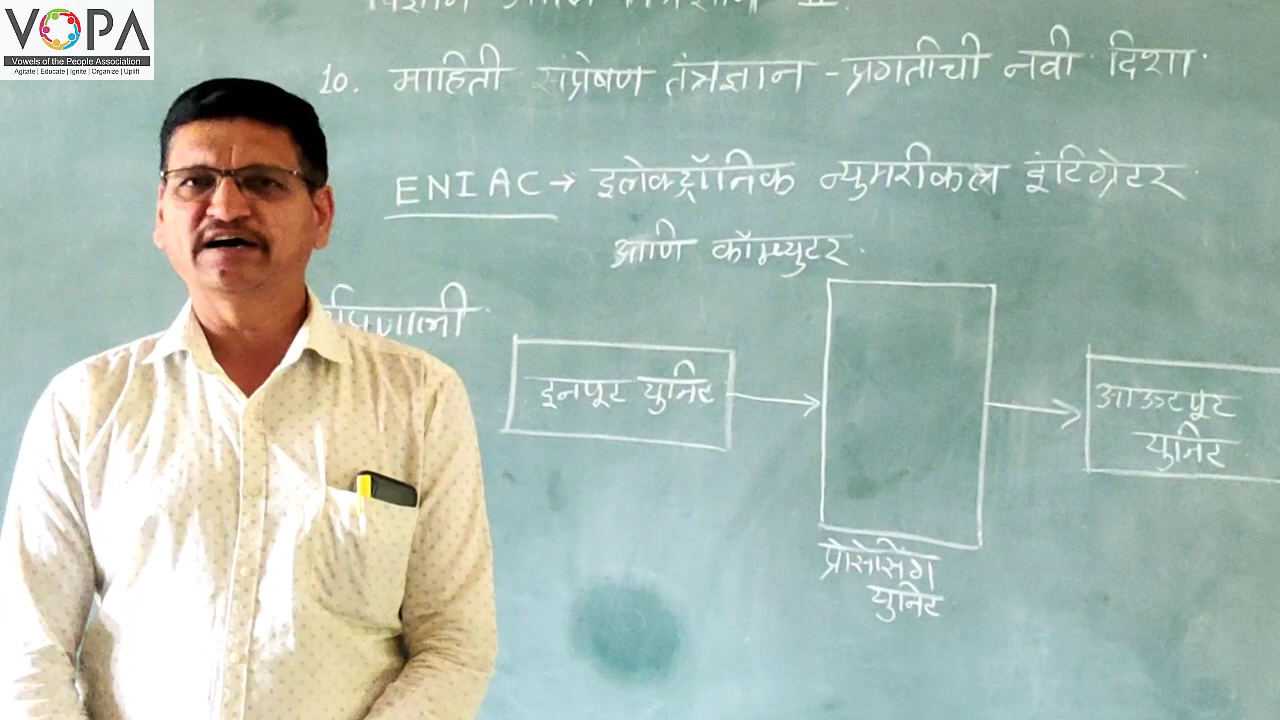 VOPA
Vowels of the People Association
Agitate | Educate | Ignite | Organize | Uplift
10. माहिती संप्रेषण तंत्रज्ञान - प्रगतीची नवी दिशा.
ENIAC → इलेक्ट्रॉनिक न्युमरीकल इंटिग्रेटर
आणि कॉम्प्युटर.
इनपूट युनिट
आऊटपूट
युनिट
प्रोसेसिंग
युनिट